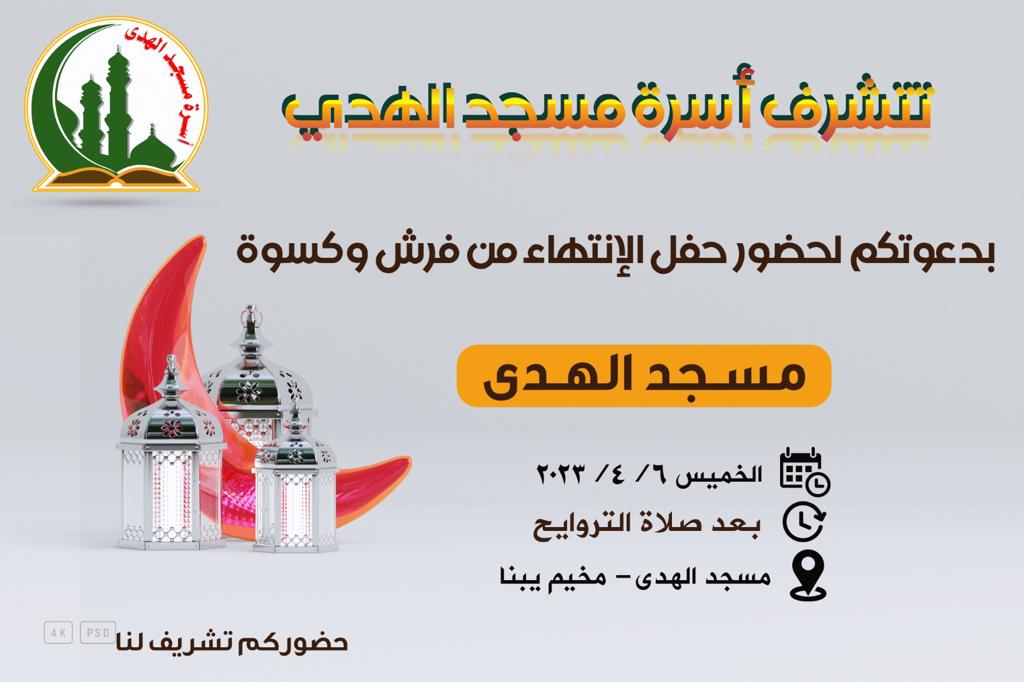 أسرة مسجد الهدى
تتشرف أسرة مسجد الهدي
بدعوتكم لحضور حفل الإنتهاء من فرش وكسوة
مسجد الهدى
الخميس ٦/ ٤/ ٢٠٢٣
بعد صلاة التروايح
مسجد الهدى- مخيم يبنا
حضوركم تشريف لنا
4K PSD